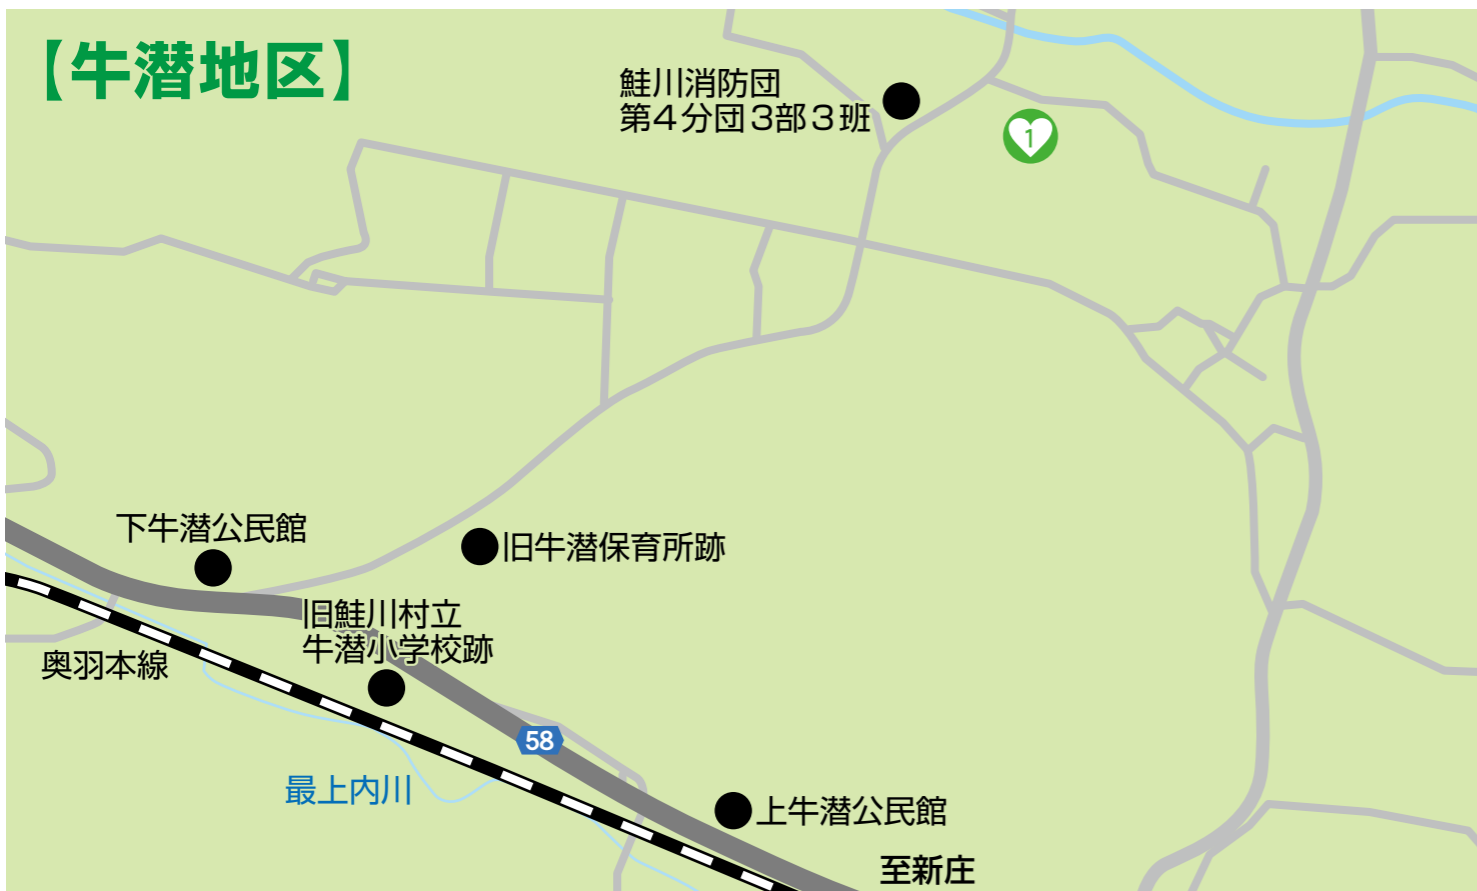 【牛潜地区】
鮭川消防団
第4分団3部3班
1
下牛潜公民館
旧牛潜保育所跡
旧鮭川村立
牛潜小学校跡
奥羽本線
58
最上内川
上牛潜公民館
至新庄